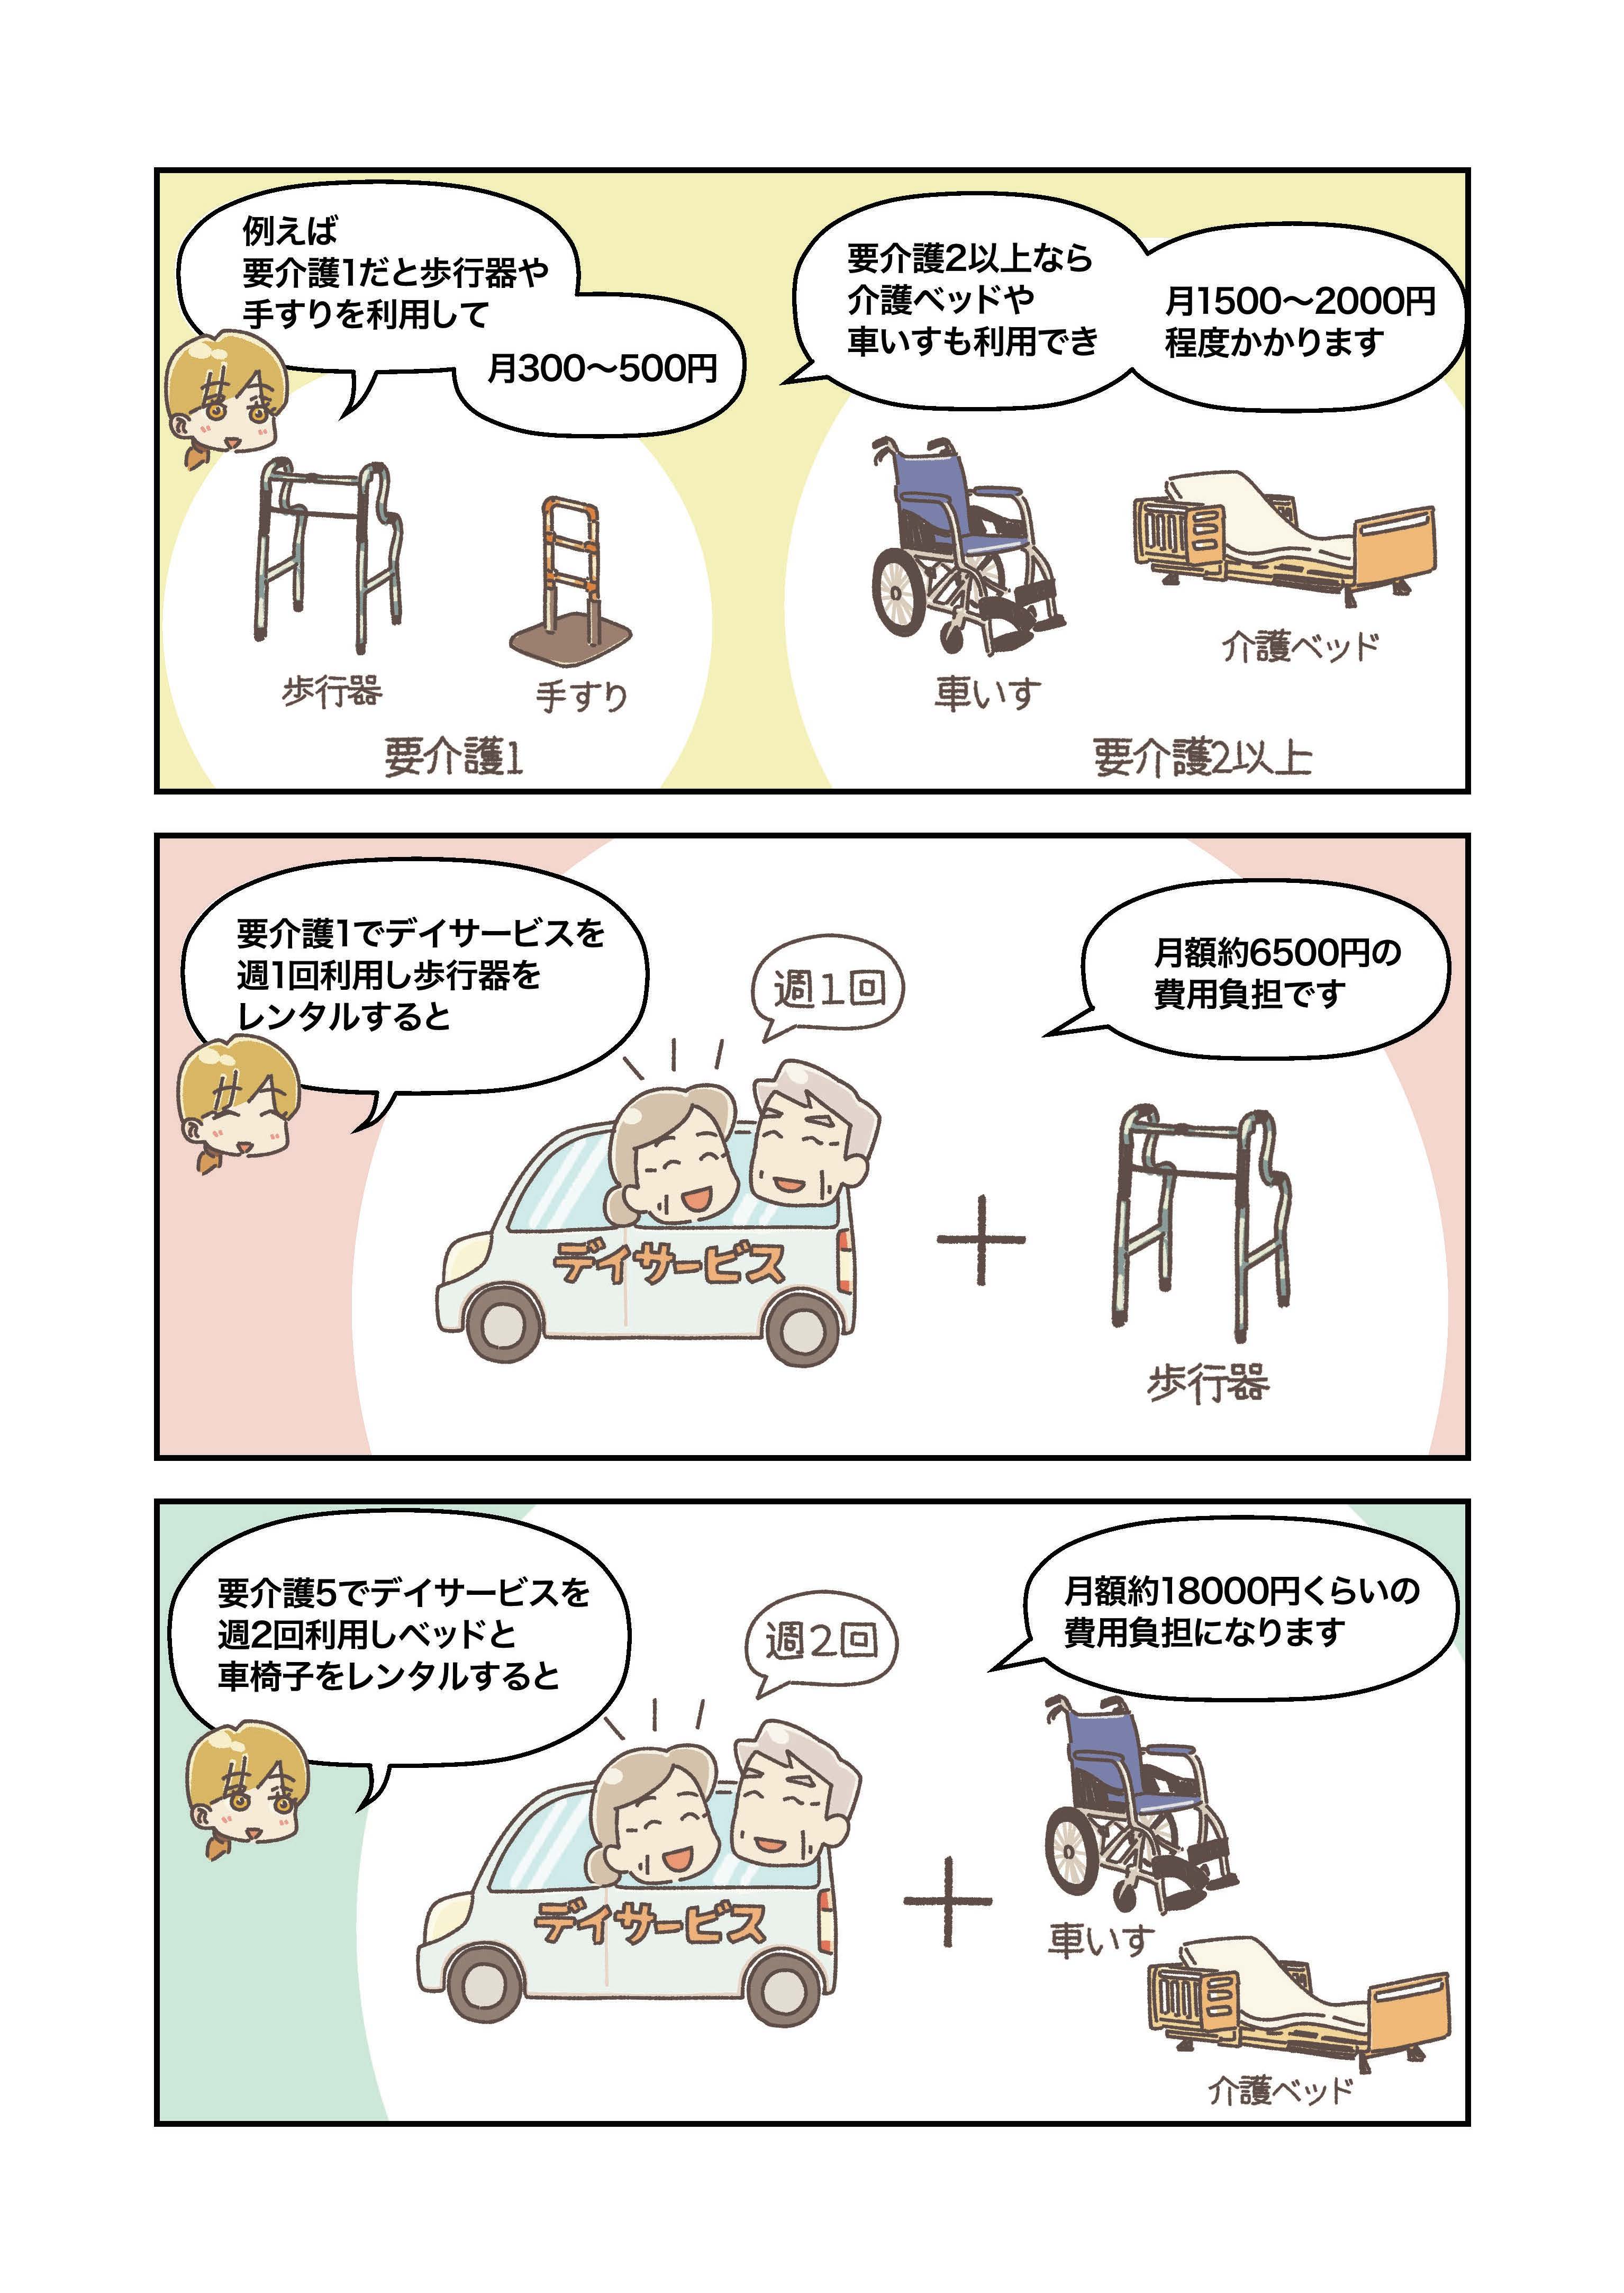 例えば
要介護1だと歩行器や
手すりを利用して
月300〜500円
要介護2以上なら
介護ベッドや
車いすも利用でき
月1500〜2000円
程度かかります
歩行器
手すり
要介護1
車いす
介護ベッド
要介護2以上
要介護1でデイサービスを
週1回利用し歩行器を
レンタルすると
週1回
月額約6500円の
費用負担です
デイサービス
歩行器
要介護5でデイサービスを
週2回利用しベッドと
車椅子をレンタルすると
週2回
月額約18000円くらいの
費用負担になります
デイサービス
車いす
介護ベッド